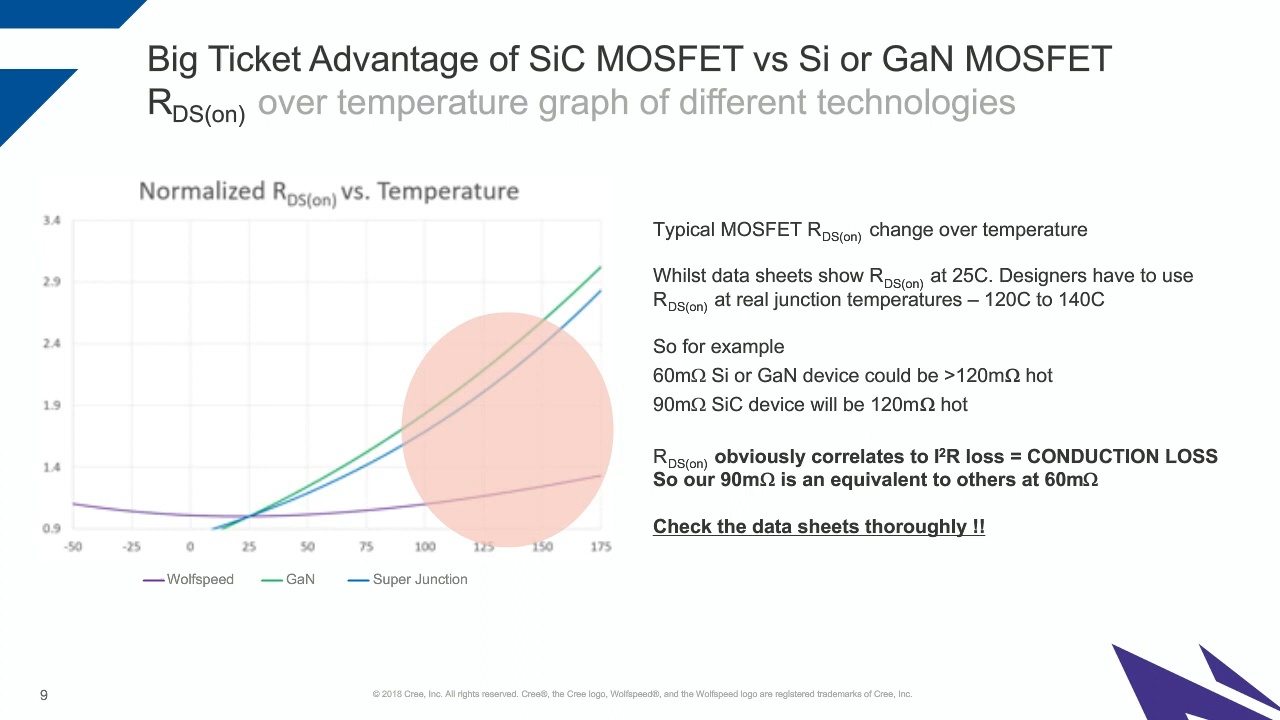 Big Ticket Advantage of SiC MOSFET vs Si or GaN MOSFET
RDS(on) over temperature graph of different technologies
Normalized RDS(on) vs. Temperature
3.4
2.9
2.4
1.9
1.4
0.9
-50 -25 0 25 50 75 100 125 150 175
Wolfspeed GaN Super Junction
Typical MOSFET RDS(on) change over temperature
Whilst data sheets show RDS(on) at 25C. Designers have to use
RDS(on) at real junction temperatures – 120C to 140C
So for example
60mΩ Si or GaN device could be >120mΩ hot
90mΩ SiC device will be 120mΩ hot
RDS(on) obviously correlates to I²R loss = CONDUCTION LOSS
So our 90mΩ is an equivalent to others at 60mΩ
Check the data sheets thoroughly !!
9
© 2018 Cree, Inc. All rights reserved. Cree®, the Cree logo, Wolfspeed®, and the Wolfspeed logo are registered trademarks of Cree, Inc.